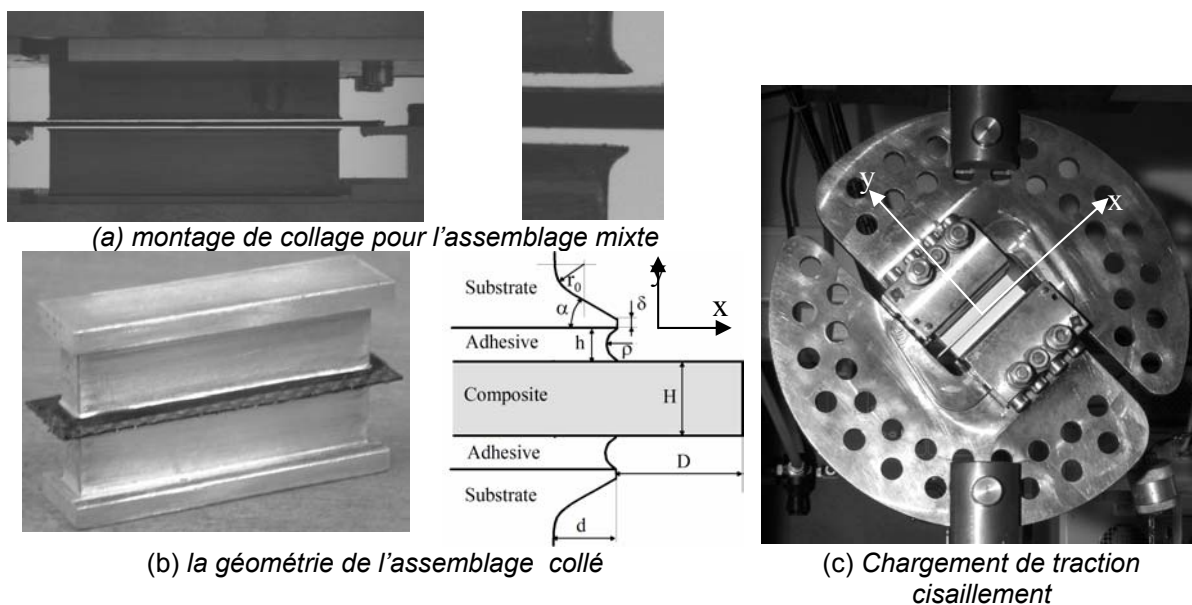 (a) montage de collage pour l'assemblage mixte
Substrate
r₀
α
δ
y
x
Adhesive
h
ρ
Composite
H
Adhesive
D
Substrate
d
(b) la géométrie de l'assemblage collé
y
x
(c) Chargement de traction
cisaillement